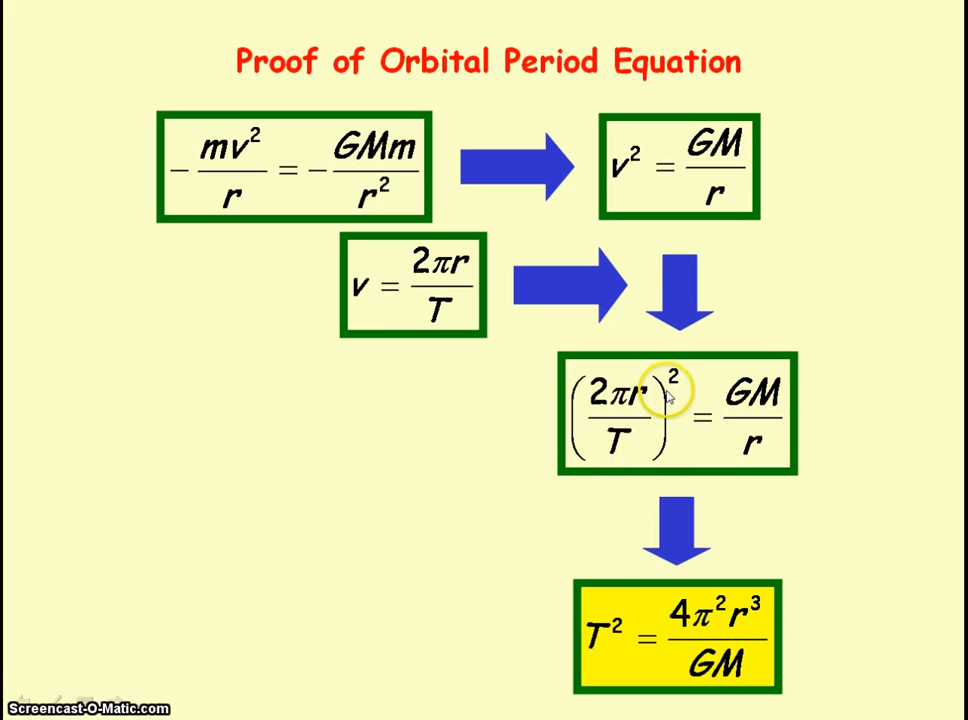 Proof of Orbital Period Equation
− mv²/r = − GMm/r²
v² = GM/r
v = 2πr/T
(2πr/T)² = GM/r
T² = 4π²r³/GM
Screencast-O-Matic.com